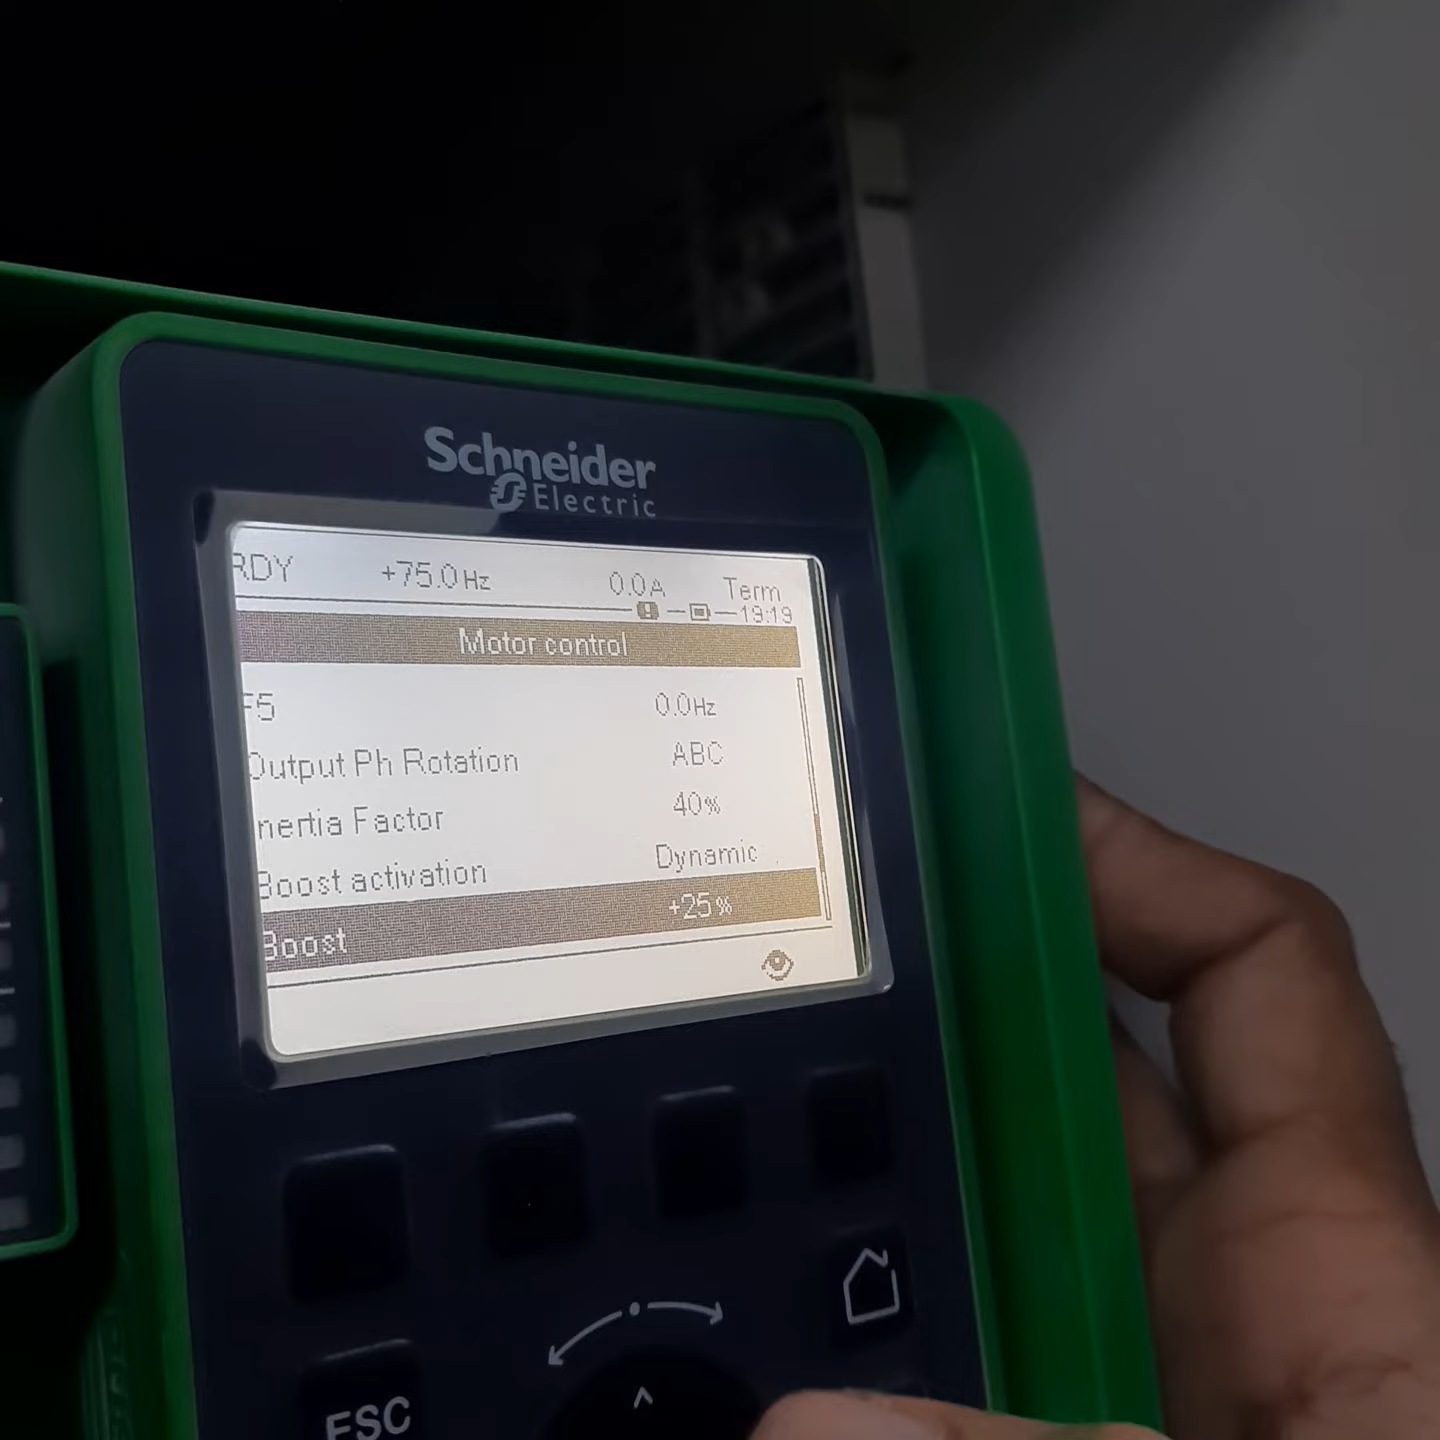 Schneider
Electric
RDY +75.0Hz 0.0A Term
19:19
Motor control
F5 0.0Hz
Output Ph Rotation ABC
Inertia Factor 40%
Boost activation Dynamic
Boost +25%
ESC